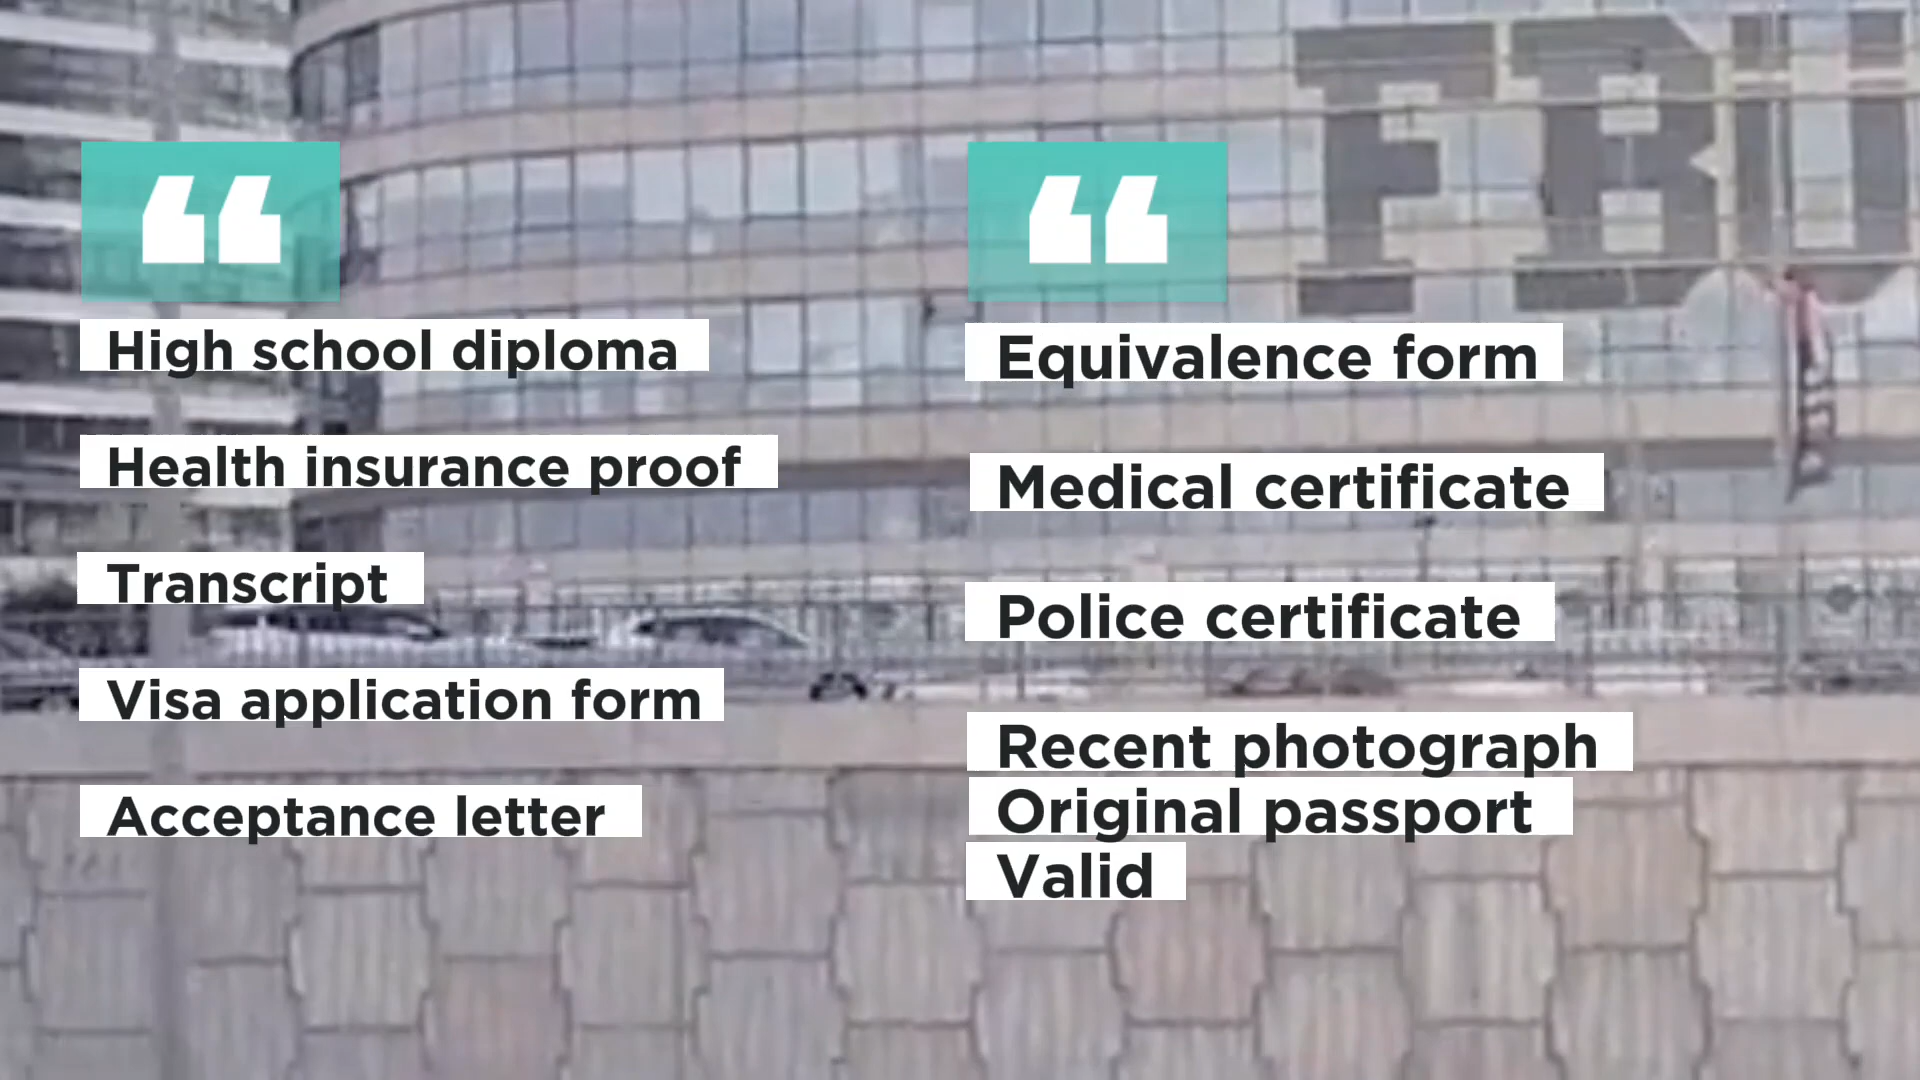 EBU
“
High school diploma
Health insurance proof
Transcript
Visa application form
Acceptance letter
“
Equivalence form
Medical certificate
Police certificate
Recent photograph
Original passport
Valid